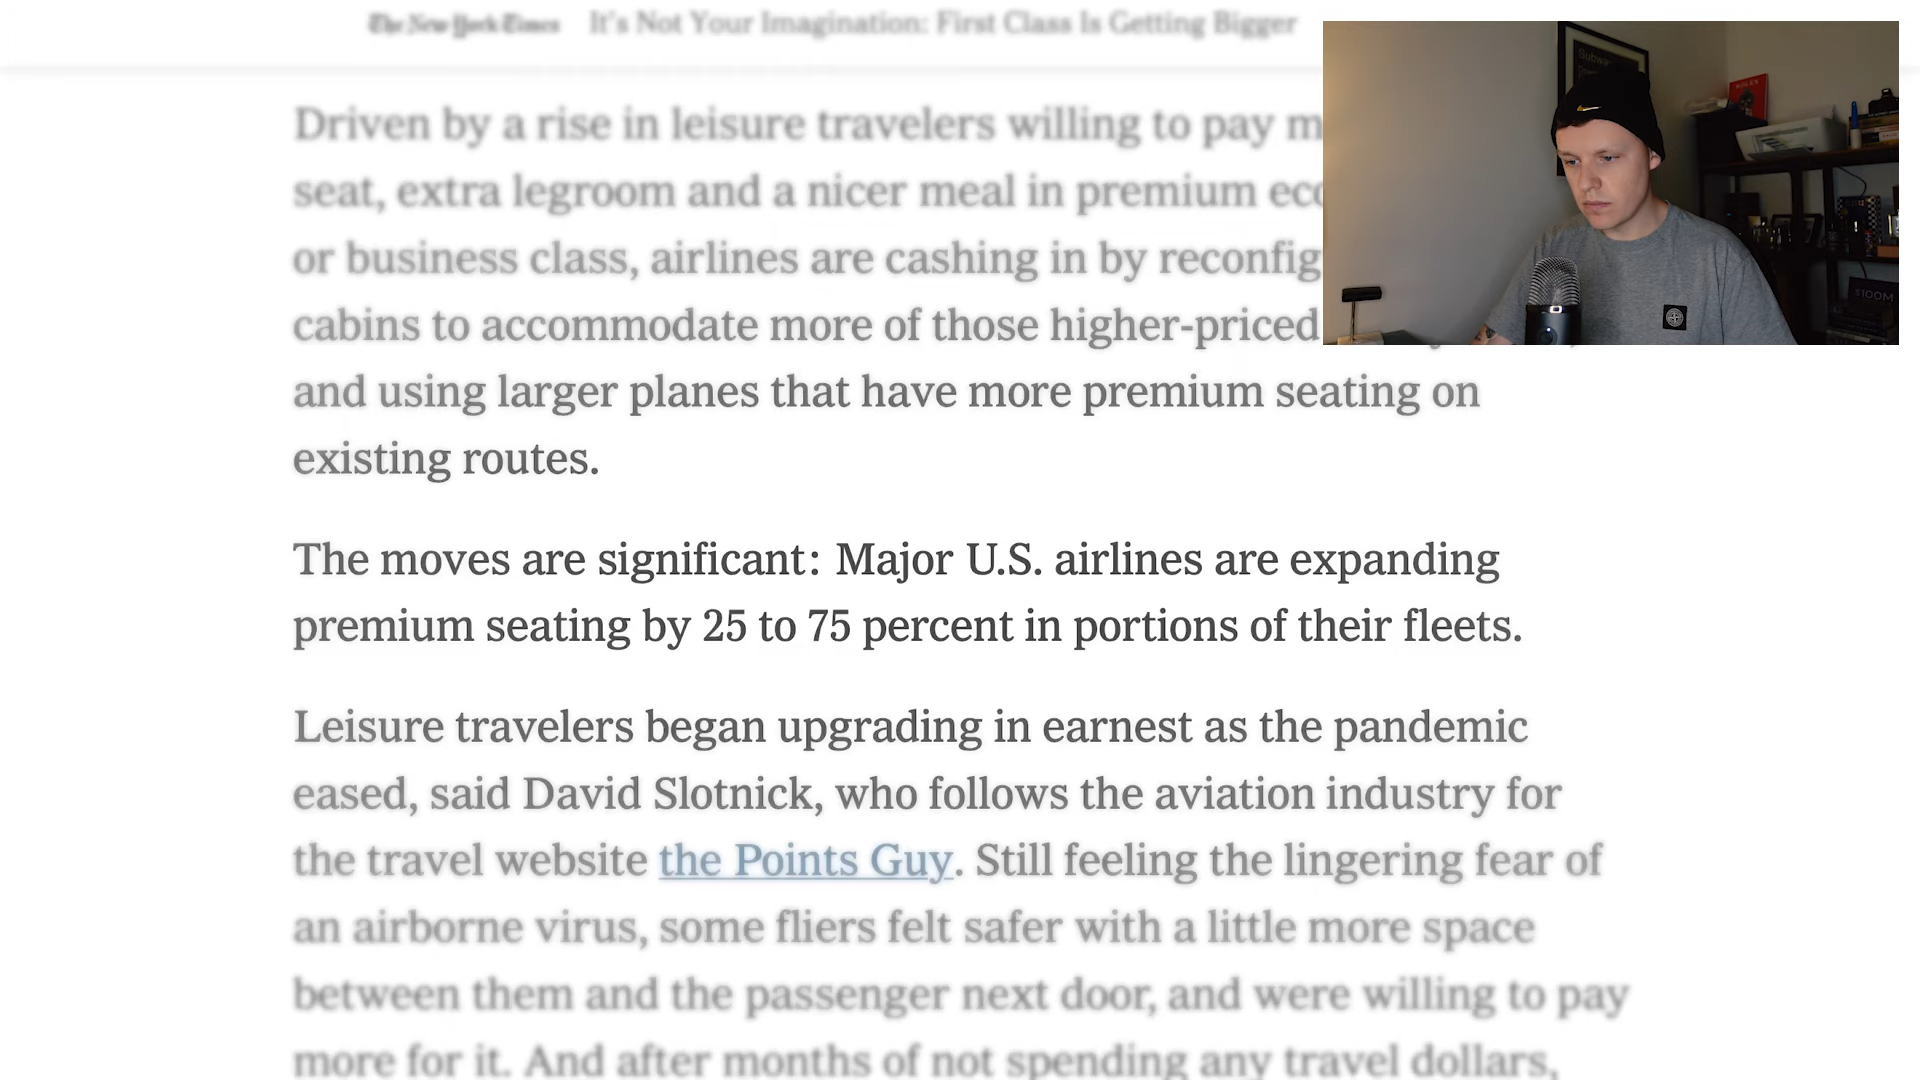 The New York Times It's Not Your Imagination: First Class Is Getting Bigger
Driven by a rise in leisure travelers willing to pay
seat, extra legroom and a nicer meal in premium
or business class, airlines are cashing in by
cabins to accommodate more of those higher-priced
and using larger planes that have more premium seating on
existing routes.
The moves are significant: Major U.S. airlines are expanding
premium seating by 25 to 75 percent in portions of their fleets.
Leisure travelers began upgrading in earnest as the pandemic
eased, said David Slotnick, who follows the aviation industry for
the travel website the Points Guy. Still feeling the lingering fear of
an airborne virus, some fliers felt safer with a little more space
between them and the passenger next door, and were willing to pay
more for it. And after months of not spending any travel dollars,
Subway
$100M